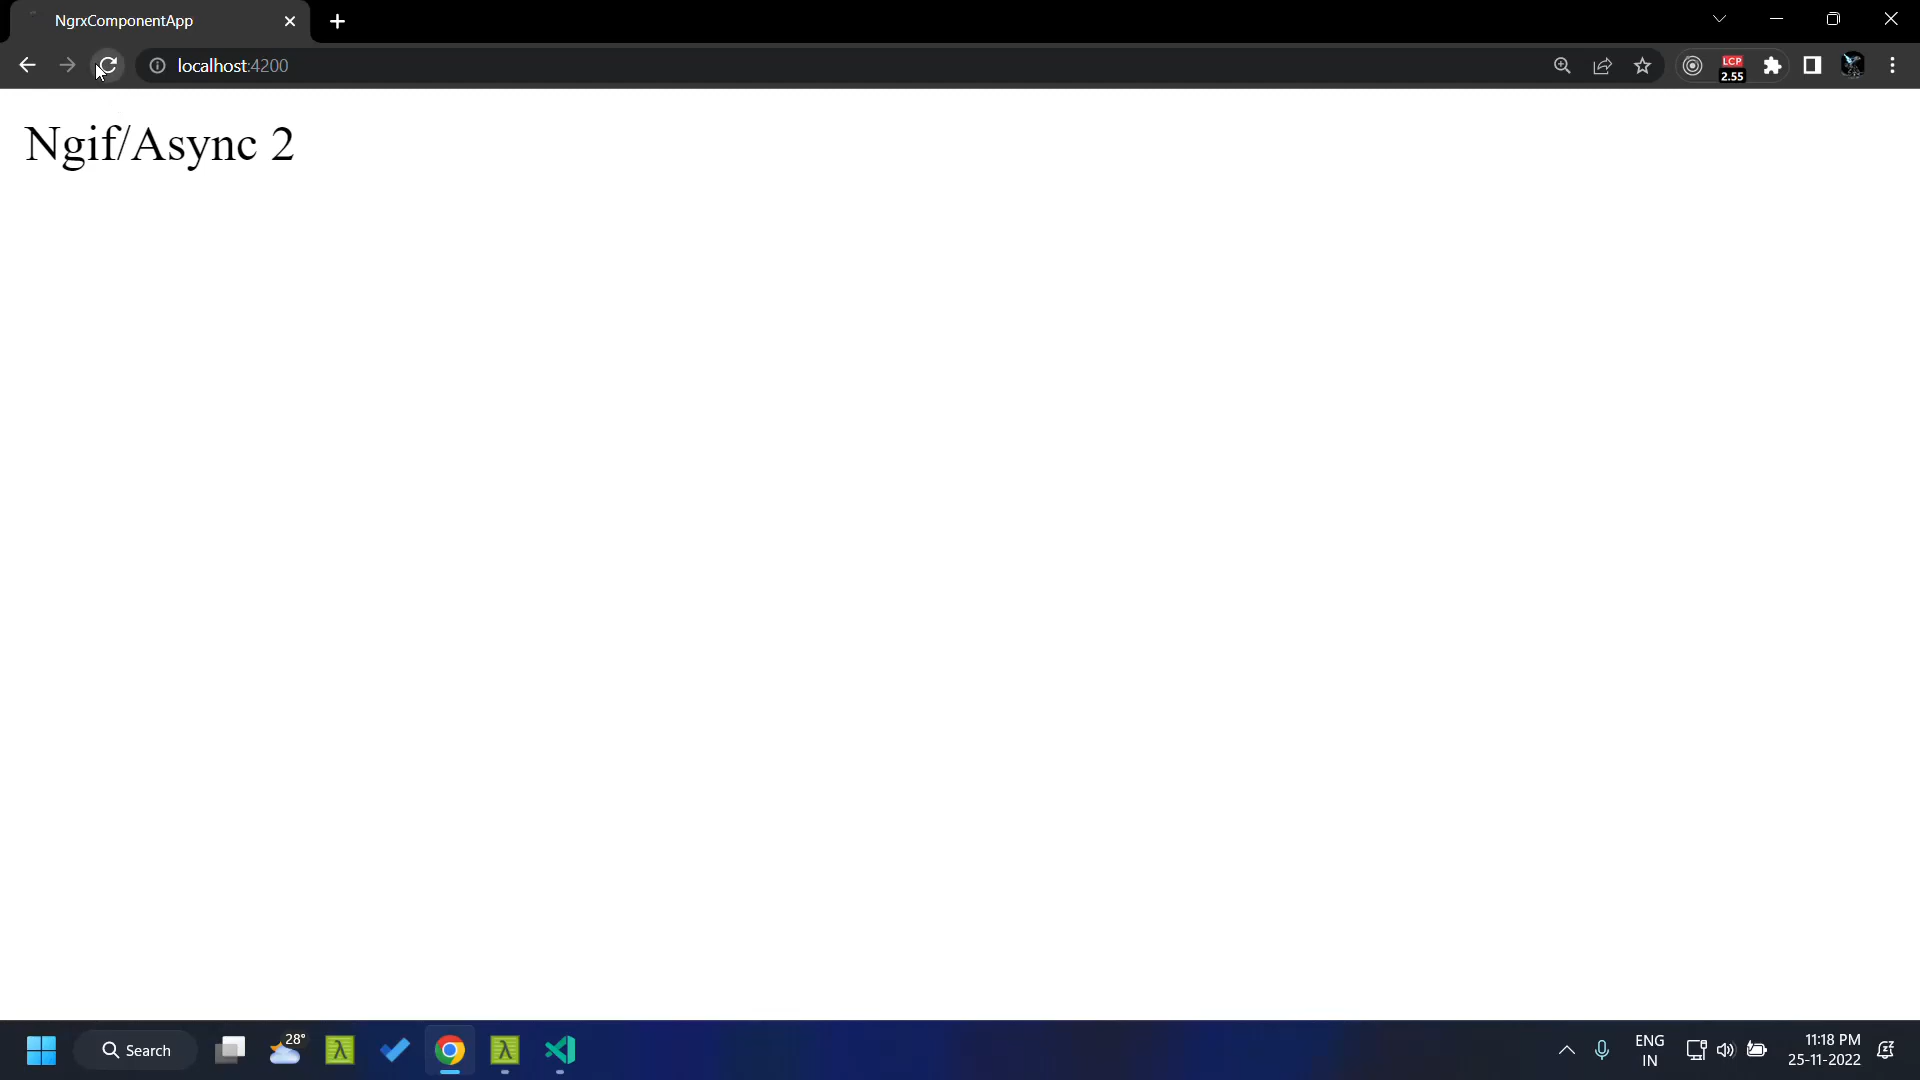 NgrxComponentApp
localhost:4200
LCP
2.55
Ngif/Async 2
Search
28°
ENG
IN
11:18 PM
25-11-2022